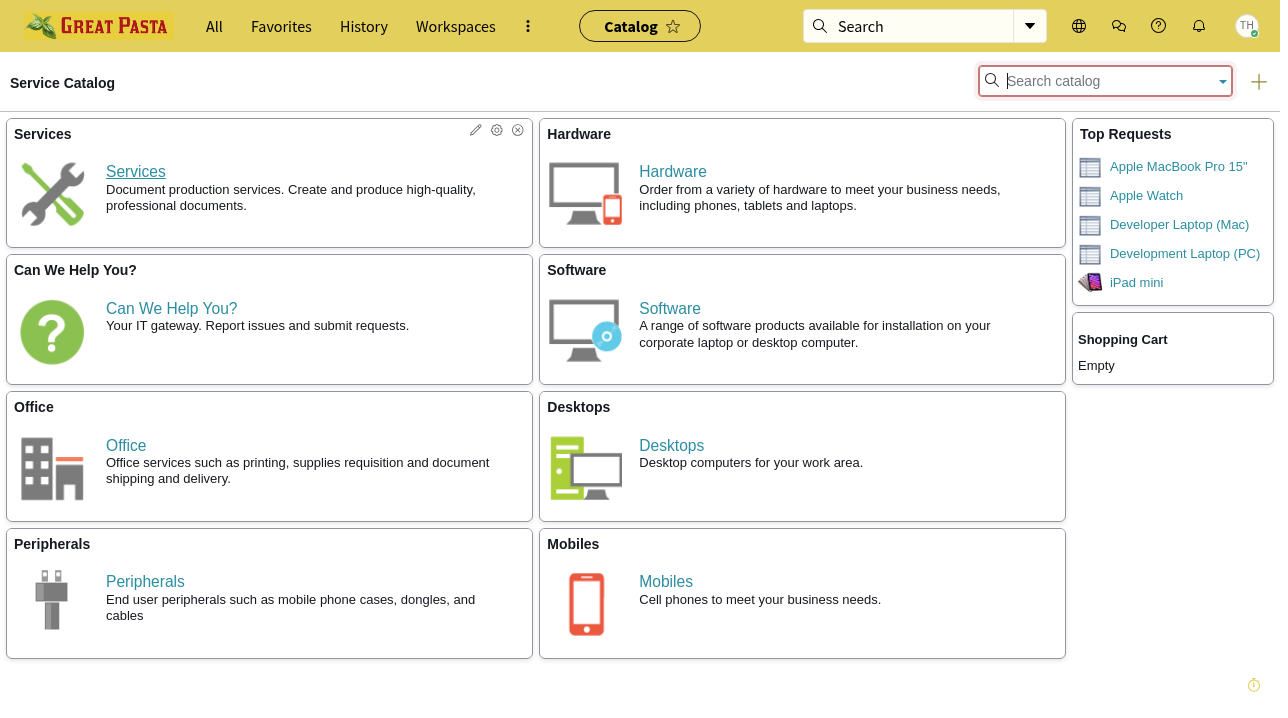 GREAT PASTA
All
Favorites
History
Workspaces
Catalog
Search
TH
Service Catalog
Search catalog
Services
Services
Document production services. Create and produce high-quality,
professional documents.
Hardware
Hardware
Order from a variety of hardware to meet your business needs,
including phones, tablets and laptops.
Top Requests
Apple MacBook Pro 15"
Apple Watch
Developer Laptop (Mac)
Development Laptop (PC)
iPad mini
Can We Help You?
Can We Help You?
Your IT gateway. Report issues and submit requests.
Software
Software
A range of software products available for installation on your
corporate laptop or desktop computer.
Shopping Cart
Empty
Office
Office
Office services such as printing, supplies requisition and document
shipping and delivery.
Desktops
Desktops
Desktop computers for your work area.
Peripherals
Peripherals
End user peripherals such as mobile phone cases, dongles, and
cables
Mobiles
Mobiles
Cell phones to meet your business needs.